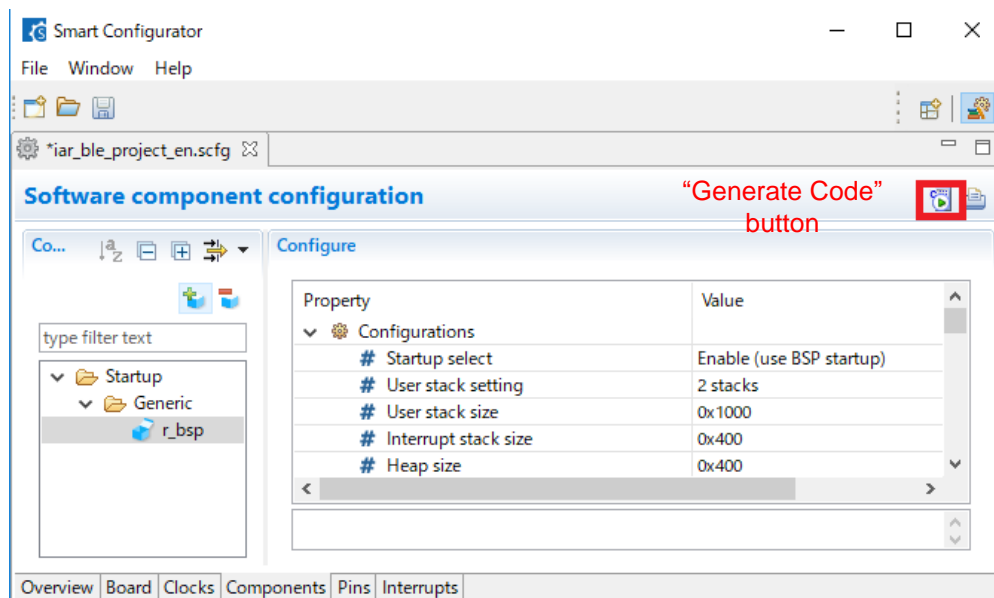 Smart Configurator
File Window Help
*iar_ble_project_en.scfg
Software component configuration
“Generate Code”
button
Co...
Configure
type filter text
Startup
Generic
r_bsp
Property Value
Configurations
# Startup select Enable (use BSP startup)
# User stack setting 2 stacks
# User stack size 0x1000
# Interrupt stack size 0x400
# Heap size 0x400
Overview Board Clocks Components Pins Interrupts